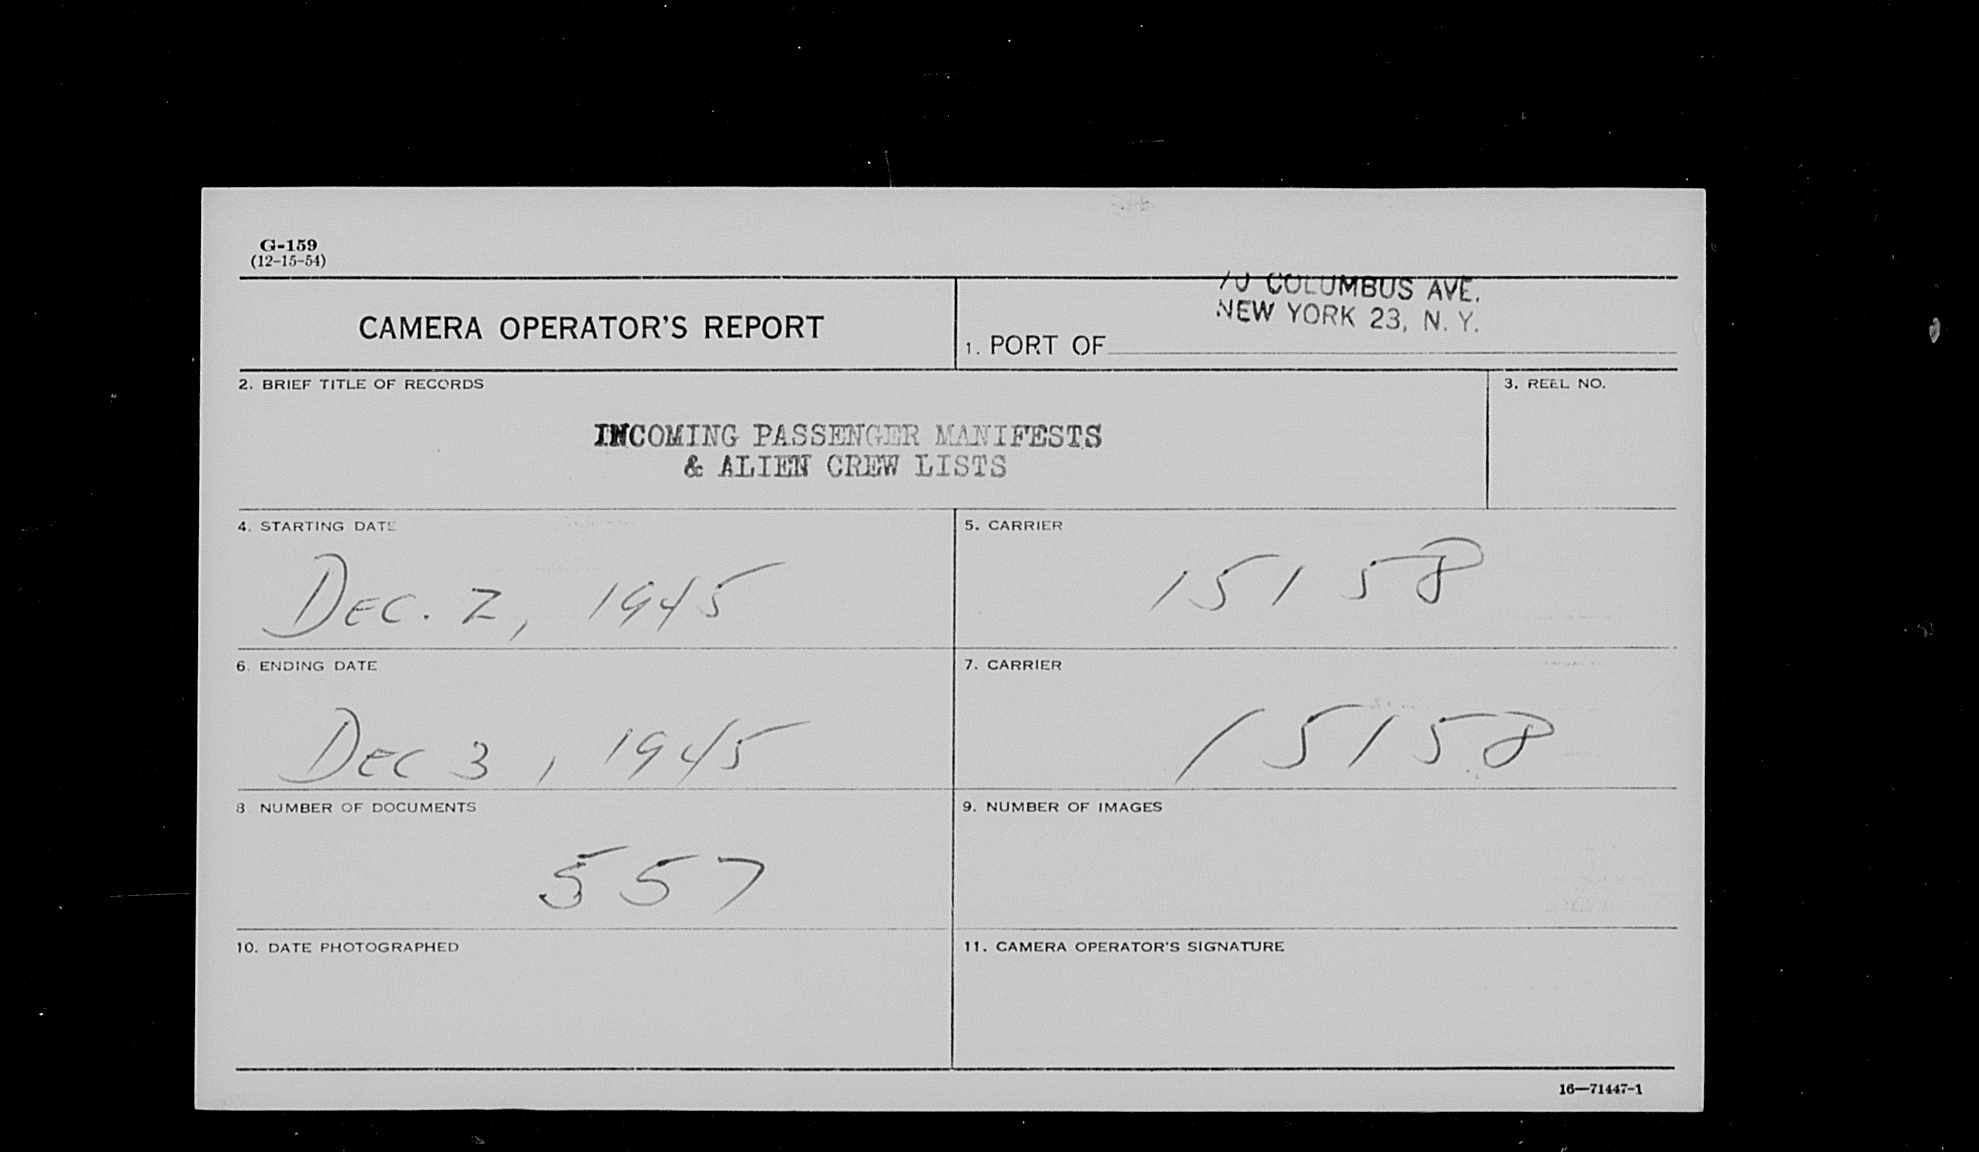 G-159
(12-15-54)
CAMERA OPERATOR'S REPORT
70 COLUMBUS AVE.
NEW YORK 23, N. Y.
1. PORT OF
2. BRIEF TITLE OF RECORDS
3. REEL NO.
INCOMING PASSENGER MANIFESTS
& ALIEN CREW LISTS
4. STARTING DATE
5. CARRIER
Dec. 2, 1945
15158
6. ENDING DATE
7. CARRIER
Dec 3, 1945
15158
8 NUMBER OF DOCUMENTS
9. NUMBER OF IMAGES
557
10. DATE PHOTOGRAPHED
11. CAMERA OPERATOR'S SIGNATURE
16—71447-1